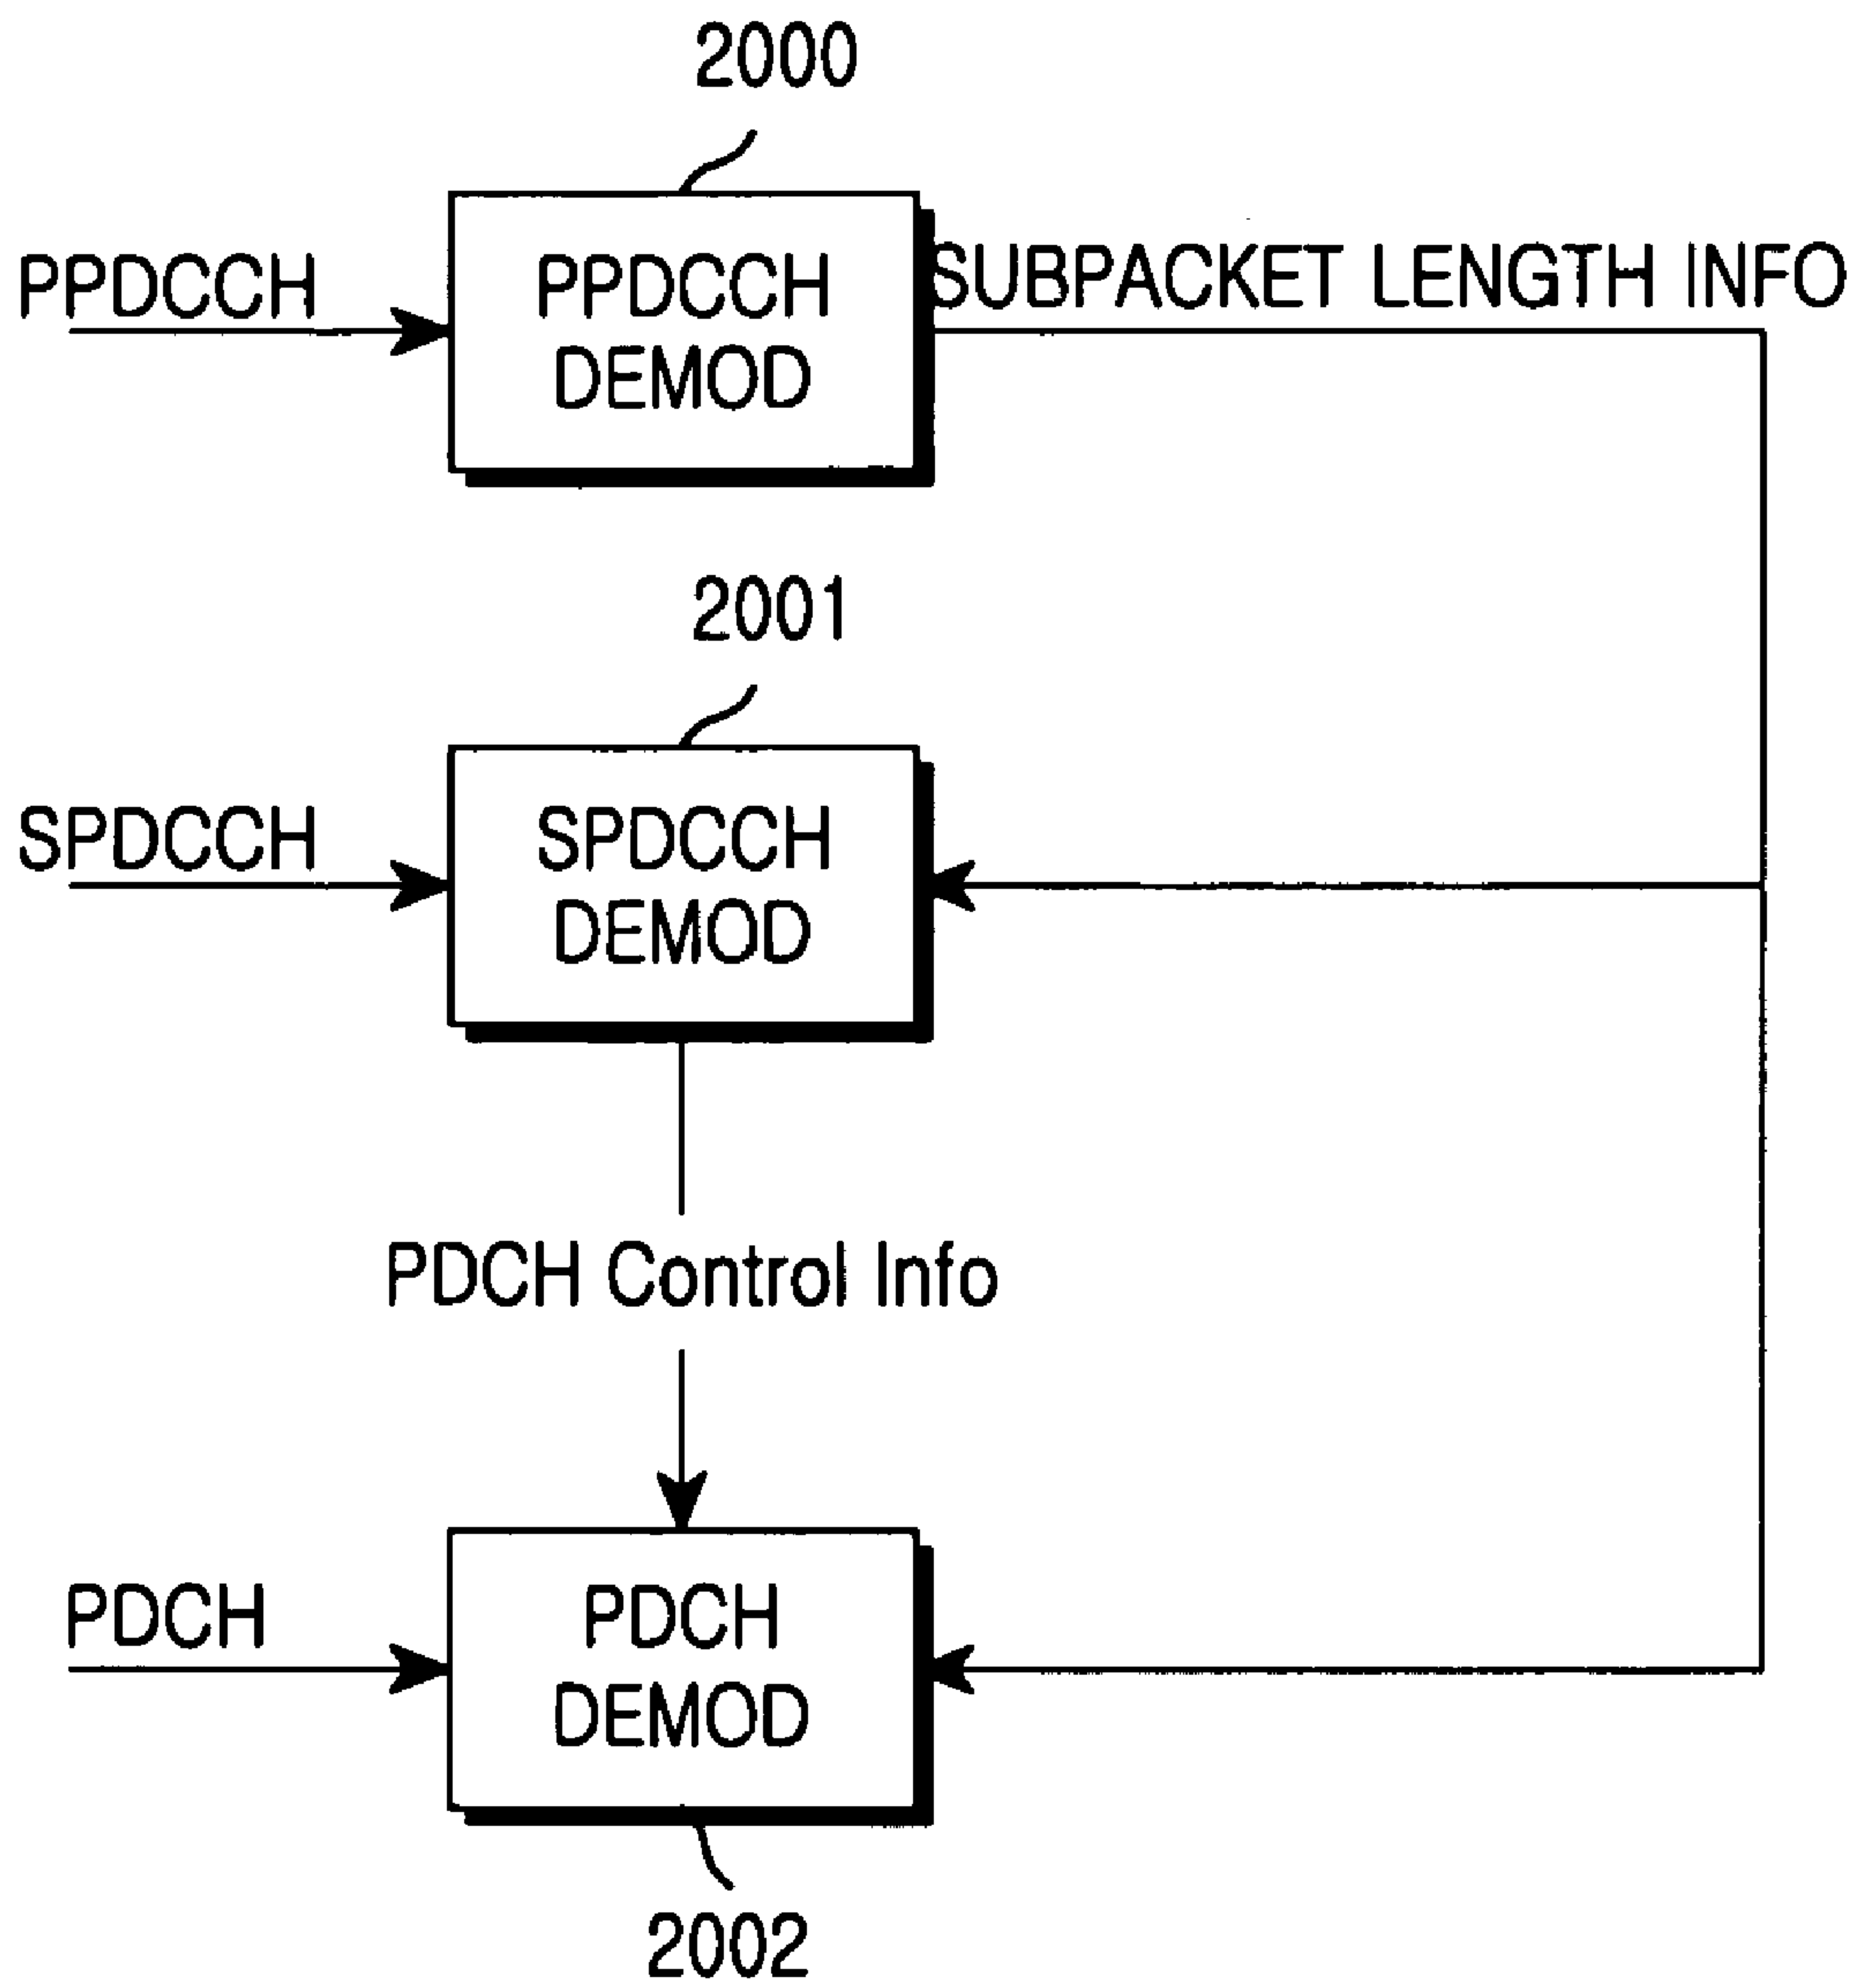 2000
PPDCCH
PPDCCH
DEMOD
SUBPACKET LENGTH INFO
2001
SPDCCH
SPDCCH
DEMOD
PDCH Control Info
PDCH
PDCH
DEMOD
2002